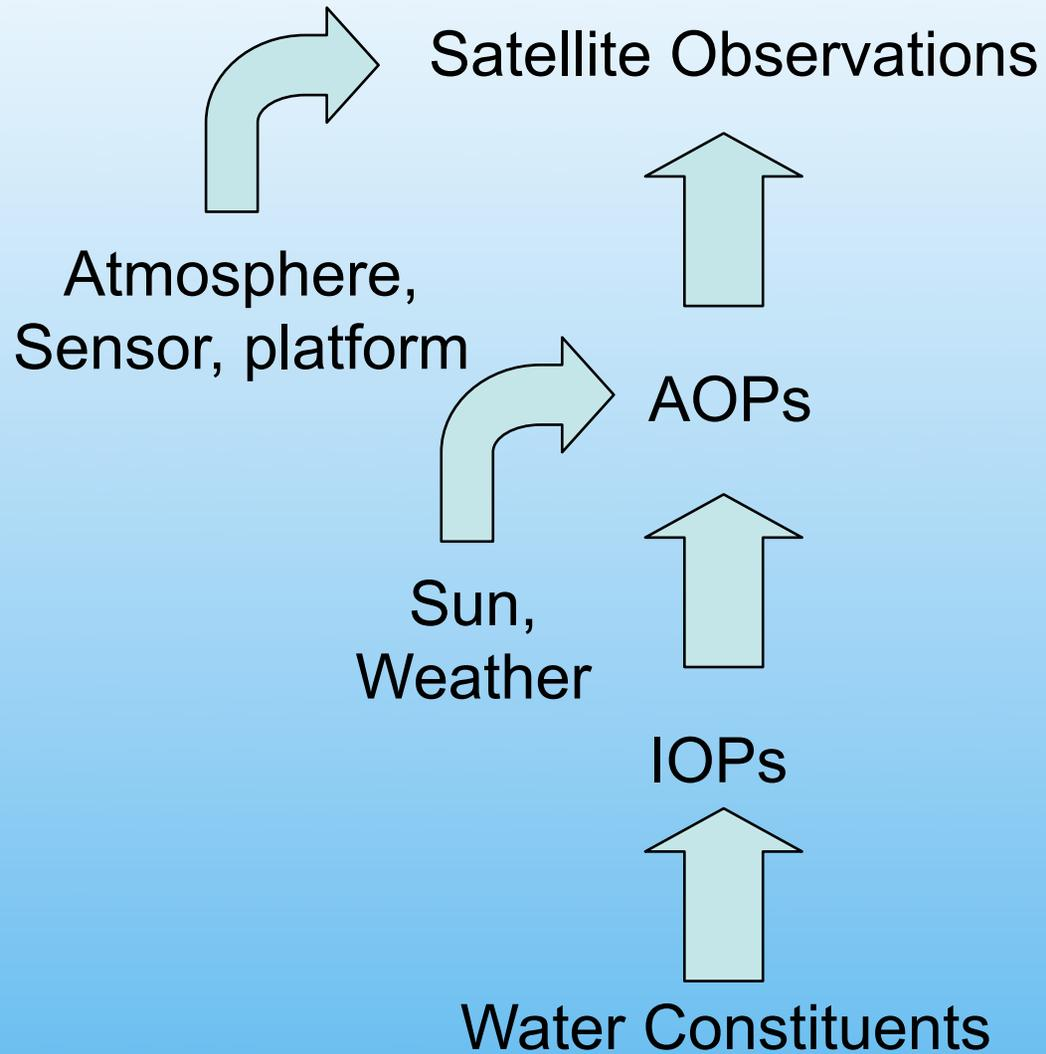 Satellite Observations
Atmosphere,
Sensor, platform
AOPs
Sun,
Weather
IOPs
Water Constituents